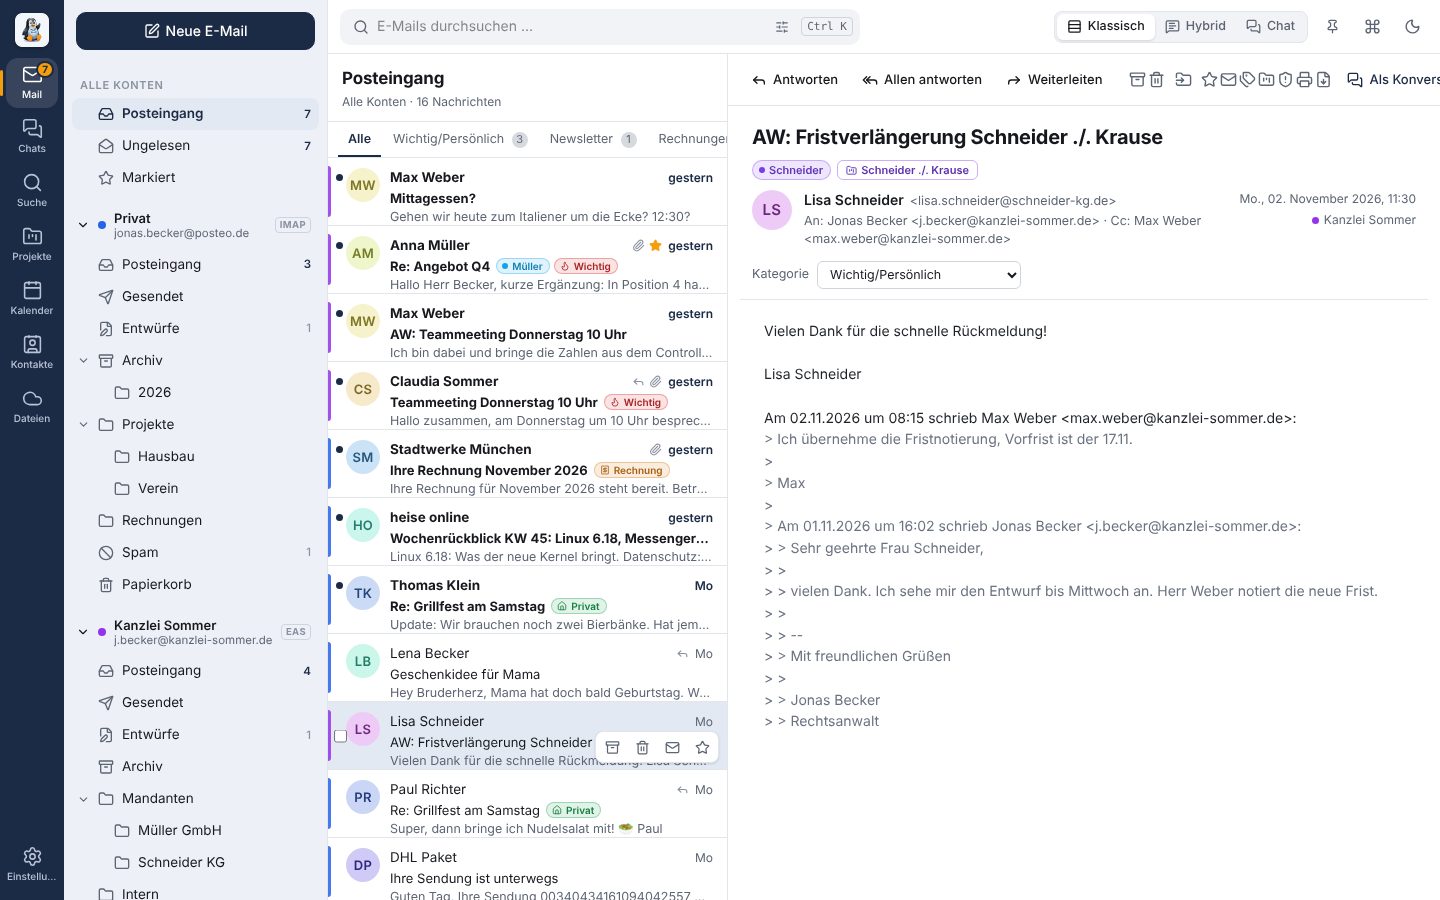 7
Mail
Chats
Suche
Projekte
Kalender
Kontakte
Dateien
Einstellu...
Neue E-Mail
ALLE KONTEN
Posteingang 7
Ungelesen 7
Markiert
Privat
jonas.becker@posteo.de IMAP
Posteingang 3
Gesendet
Entwürfe 1
Archiv
2026
Projekte
Hausbau
Verein
Rechnungen
Spam 1
Papierkorb
Kanzlei Sommer
j.becker@kanzlei-sommer.de EAS
Posteingang 4
Gesendet
Entwürfe 1
Archiv
Mandanten
Müller GmbH
Schneider KG
Intern
E-Mails durchsuchen ... Ctrl K
Klassisch Hybrid Chat
Posteingang
Alle Konten · 16 Nachrichten
Alle Wichtig/Persönlich 3 Newsletter 1 Rechnunge
MW Max Weber gestern
Mittagessen?
Gehen wir heute zum Italiener um die Ecke? 12:30?
AM Anna Müller gestern
Re: Angebot Q4 Müller Wichtig
Hallo Herr Becker, kurze Ergänzung: In Position 4 ha...
MW Max Weber gestern
AW: Teammeeting Donnerstag 10 Uhr
Ich bin dabei und bringe die Zahlen aus dem Controll...
CS Claudia Sommer gestern
Teammeeting Donnerstag 10 Uhr Wichtig
Hallo zusammen, am Donnerstag um 10 Uhr besprec...
SM Stadtwerke München gestern
Ihre Rechnung November 2026 Rechnung
Ihre Rechnung für November 2026 steht bereit. Betr...
HO heise online gestern
Wochenrückblick KW 45: Linux 6.18, Messenger...
Linux 6.18: Was der neue Kernel bringt. Datenschutz:...
TK Thomas Klein Mo
Re: Grillfest am Samstag Privat
Update: Wir brauchen noch zwei Bierbänke. Hat jem...
LB Lena Becker Mo
Geschenkidee für Mama
Hey Bruderherz, Mama hat doch bald Geburtstag. W...
LS Lisa Schneider Mo
AW: Fristverlängerung Schneider
Vielen Dank für die schnelle
PR Paul Richter Mo
Re: Grillfest am Samstag Privat
Super, dann bringe ich Nudelsalat mit! 🥗 Paul
DP DHL Paket Mo
Ihre Sendung ist unterwegs
Guten Tag, Ihre Sendung 00340434161094042557 ...
Antworten Allen antworten Weiterleiten Als Konvers
AW: Fristverlängerung Schneider ./. Krause
Schneider Schneider ./. Krause
LS Lisa Schneider <lisa.schneider@schneider-kg.de> Mo., 02. November 2026, 11:30
An: Jonas Becker <j.becker@kanzlei-sommer.de> · Cc: Max Weber Kanzlei Sommer
<max.weber@kanzlei-sommer.de>
Kategorie Wichtig/Persönlich
Vielen Dank für die schnelle Rückmeldung!
Lisa Schneider
Am 02.11.2026 um 08:15 schrieb Max Weber <max.weber@kanzlei-sommer.de>:
> Ich übernehme die Fristnotierung, Vorfrist ist der 17.11.
>
> Max
>
> Am 01.11.2026 um 16:02 schrieb Jonas Becker <j.becker@kanzlei-sommer.de>:
> > Sehr geehrte Frau Schneider,
> >
> > vielen Dank. Ich sehe mir den Entwurf bis Mittwoch an. Herr Weber notiert die neue Frist.
> >
> > --
> > Mit freundlichen Grüßen
> >
> > Jonas Becker
> > Rechtsanwalt